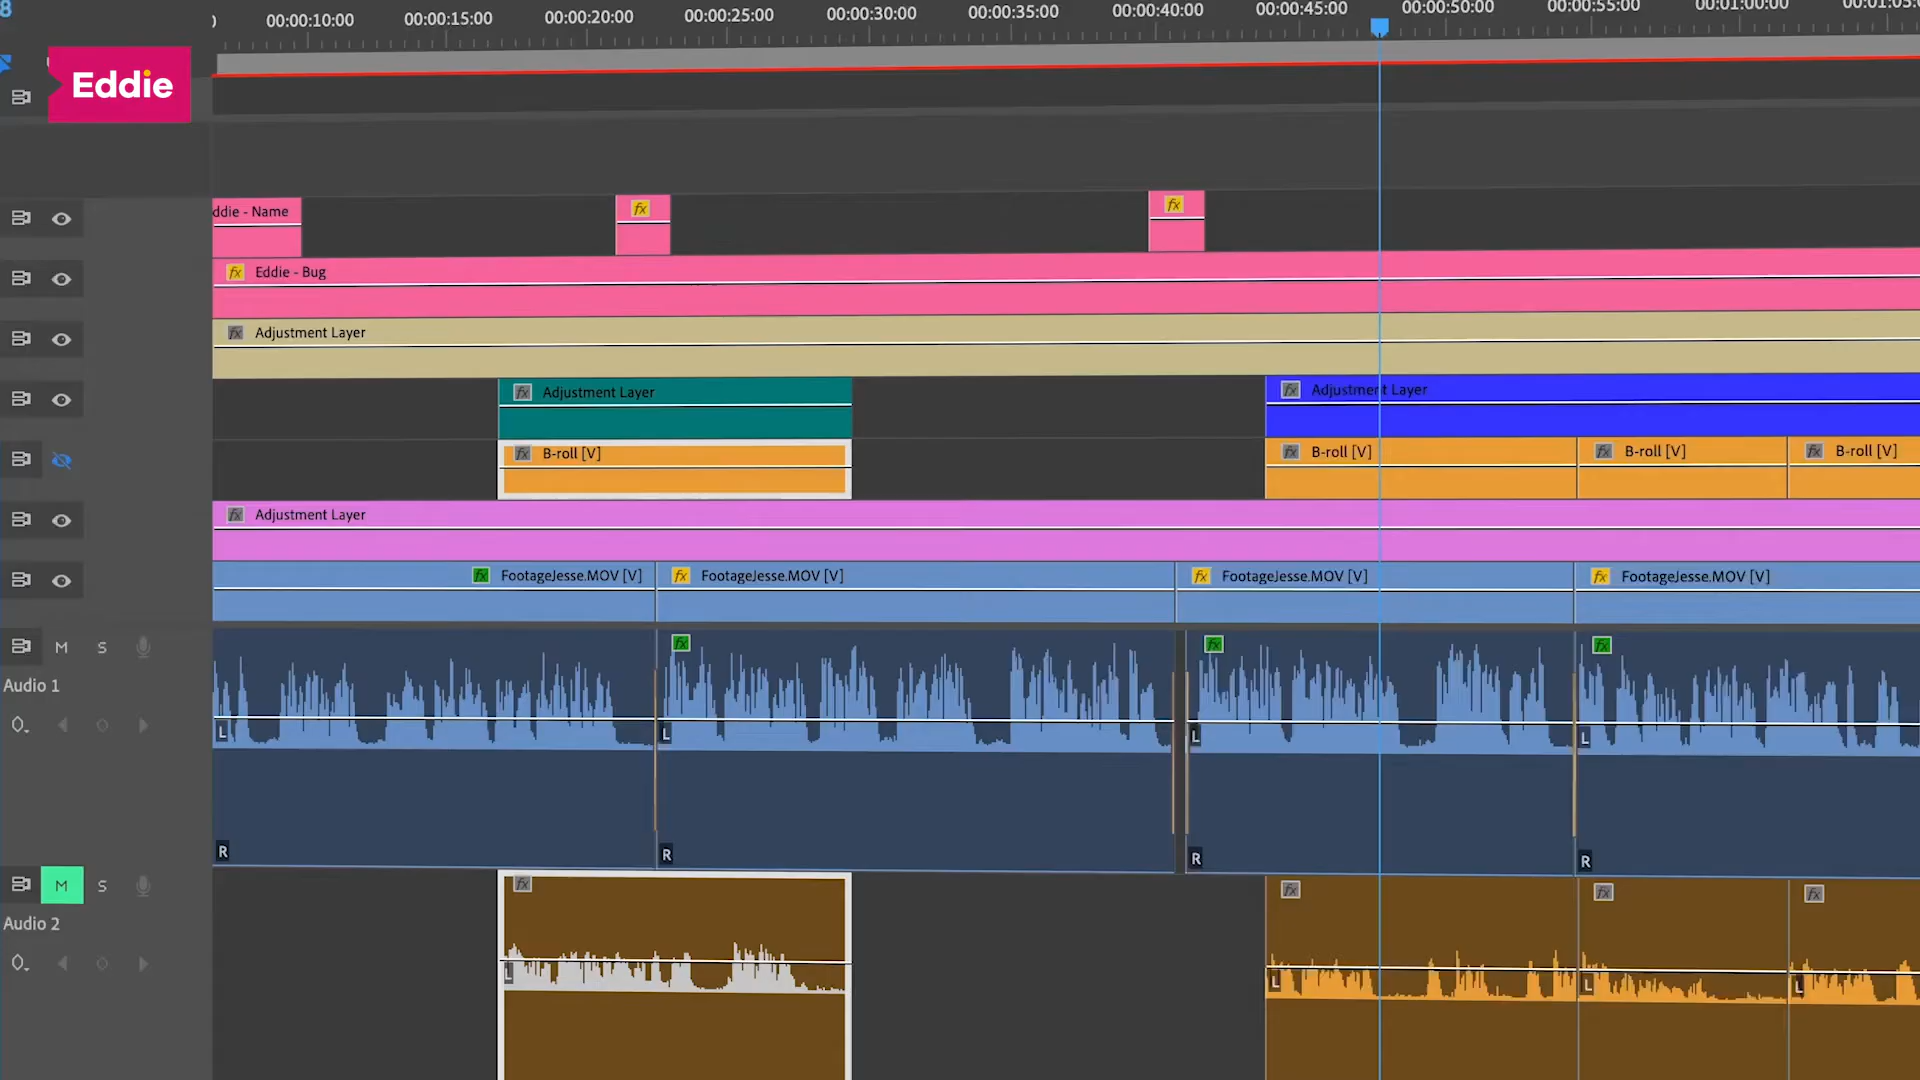 8
00:00:10:00 00:00:15:00 00:00:20:00 00:00:25:00 00:00:30:00 00:00:35:00 00:00:40:00 00:00:45:00 00:00:50:00 00:00:55:00 00:01:00:00
Eddie
ddie - Name fx fx
fx Eddie - Bug
fx Adjustment Layer
fx Adjustment Layer fx Adjustment Layer
fx B-roll [V] fx B-roll [V] fx B-roll [V] fx B-roll [V]
fx Adjustment Layer
fx FootageJesse.MOV [V] fx FootageJesse.MOV [V] fx FootageJesse.MOV [V] fx FootageJesse.MOV [V]
M S fx fx fx
Audio 1
L L L L
R R R R
M S fx fx fx fx
Audio 2
L L L L